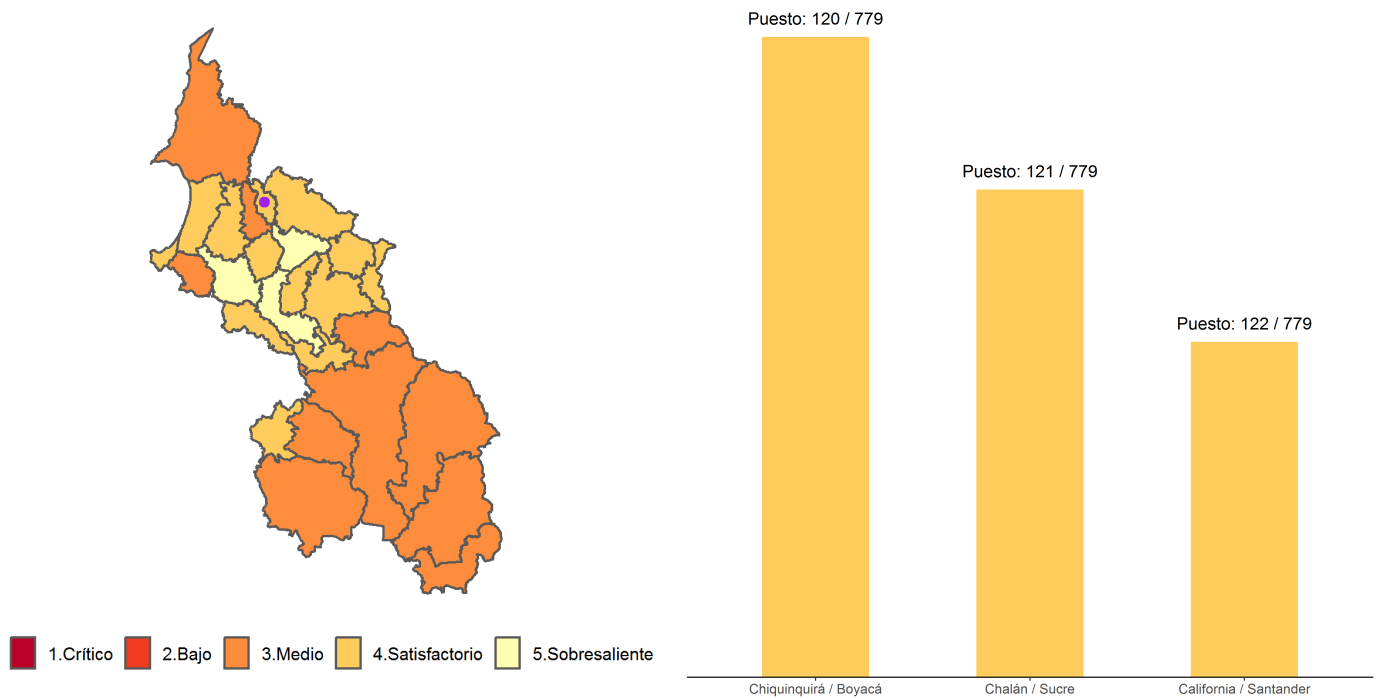 Puesto: 120 / 779
Puesto: 121 / 779
Puesto: 122 / 779
1.Crítico
2.Bajo
3.Medio
4.Satisfactorio
5.Sobresaliente
Chiquinquirá / Boyacá
Chalán / Sucre
California / Santander